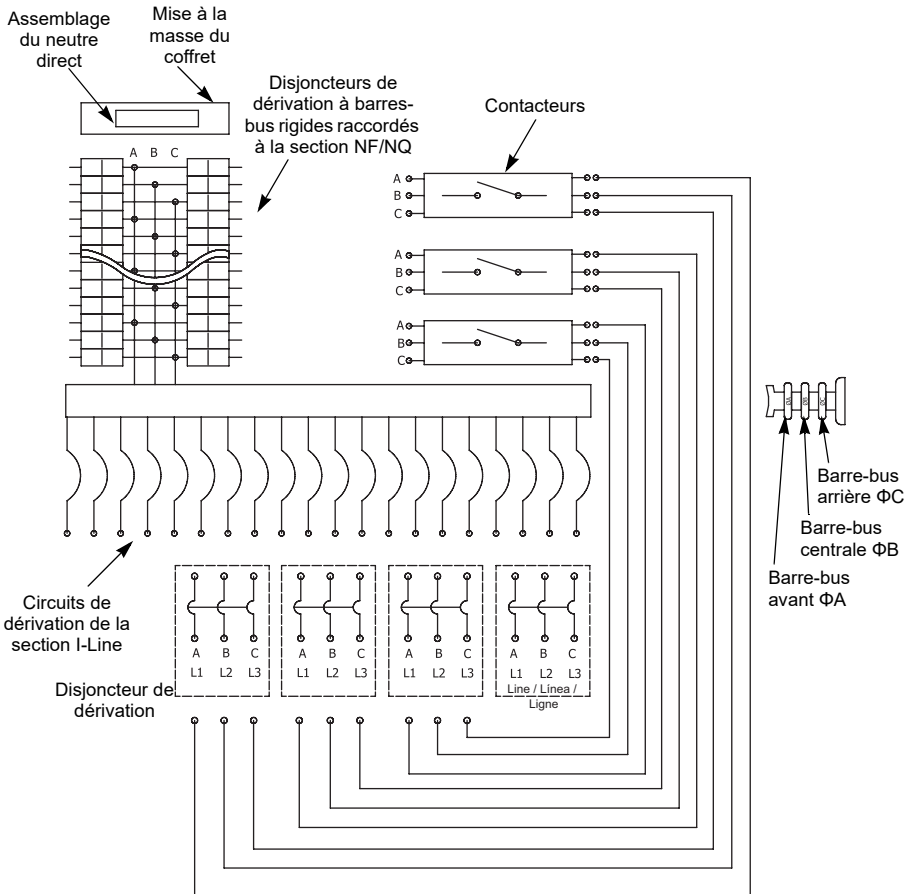 Assemblage
du neutre
direct
Mise à la
masse du
coffret
Disjoncteurs de
dérivation à barres-
bus rigides raccordés
à la section NF/NQ
Contacteurs
A B C
A
B
C
A
B
C
A
B
C
ΦA ΦB ΦC
Barre-bus
arrière ΦC
Barre-bus
centrale ΦB
Barre-bus
avant ΦA
Circuits de
dérivation de la
section I-Line
Disjoncteur de
dérivation
A B C
L1 L2 L3
A B C
L1 L2 L3
A B C
L1 L2 L3
A B C
L1 L2 L3
Line / Línea /
Ligne